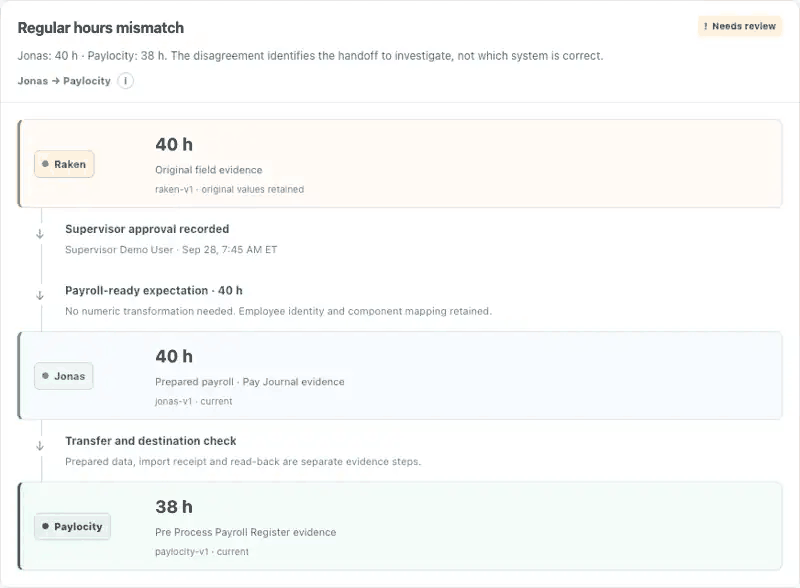 Regular hours mismatch
! Needs review
Jonas: 40 h · Paylocity: 38 h. The disagreement identifies the handoff to investigate, not which system is correct.
Jonas → Paylocity i
40 h
Raken
Original field evidence
raken-v1 · original values retained
Supervisor approval recorded
Supervisor Demo User · Sep 28, 7:45 AM ET
Payroll-ready expectation · 40 h
No numeric transformation needed. Employee identity and component mapping retained.
40 h
Jonas
Prepared payroll · Pay Journal evidence
jonas-v1 · current
Transfer and destination check
Prepared data, import receipt and read-back are separate evidence steps.
38 h
Paylocity
Pre Process Payroll Register evidence
paylocity-v1 · current